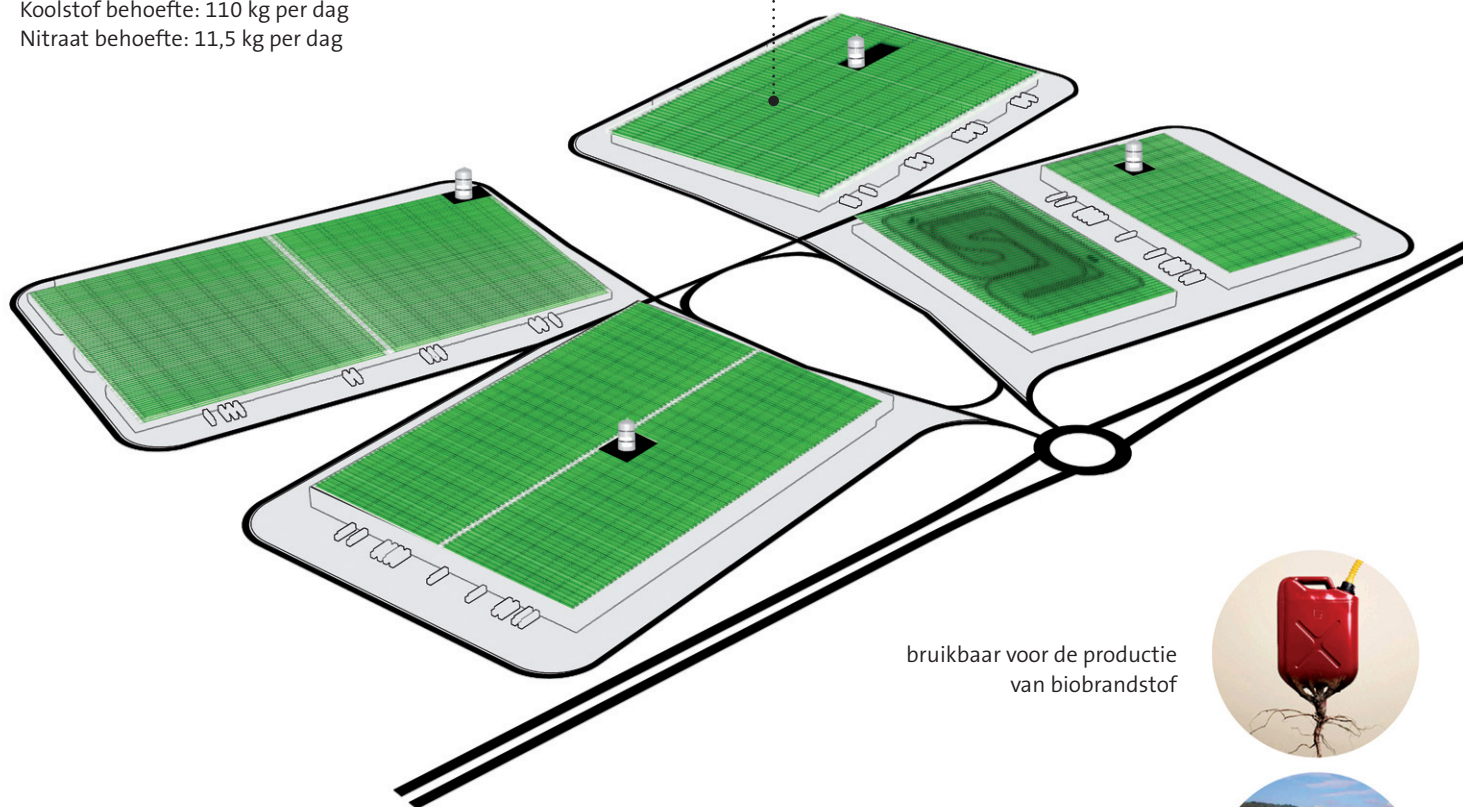 Koolstof behoefte: 110 kg per dag
Nitraat behoefte: 11,5 kg per dag
bruikbaar voor de productie
van biobrandstof